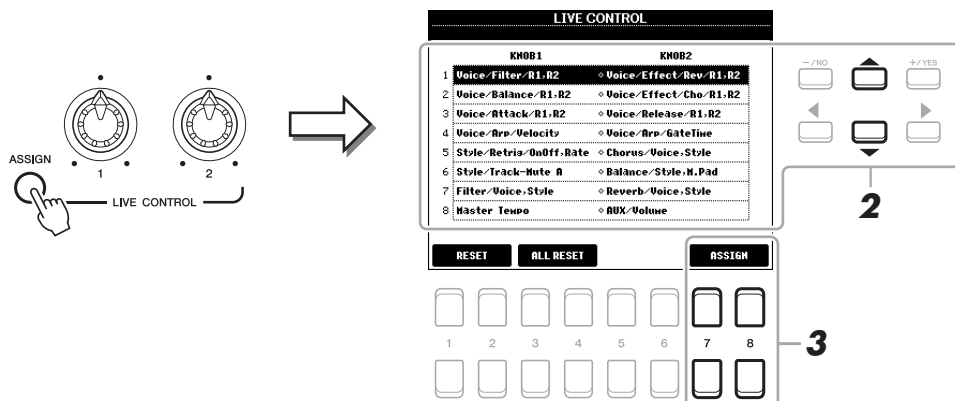 LIVE CONTROL
KNOB1 KNOB2
1 Voice/Filter/R1,R2 Voice/Effect/Rev/R1,R2
2 Voice/Balance/R1,R2 Voice/Effect/Cho/R1,R2
3 Voice/Attack/R1,R2 Voice/Release/R1,R2
4 Voice/Arp/Velocity Voice/Arp/GateTime
5 Style/Retrig/OnOff,Rate Chorus/Voice,Style
6 Style/Track-Mute A Balance/Style,M.Pad
7 Filter/Voice,Style Reverb/Voice,Style
8 Master Tempo AUX/Volume
RESET ALL RESET ASSIGN
ASSIGN
1 2
LIVE CONTROL
–/NO +/YES
2
1 2 3 4 5 6 7 8
3